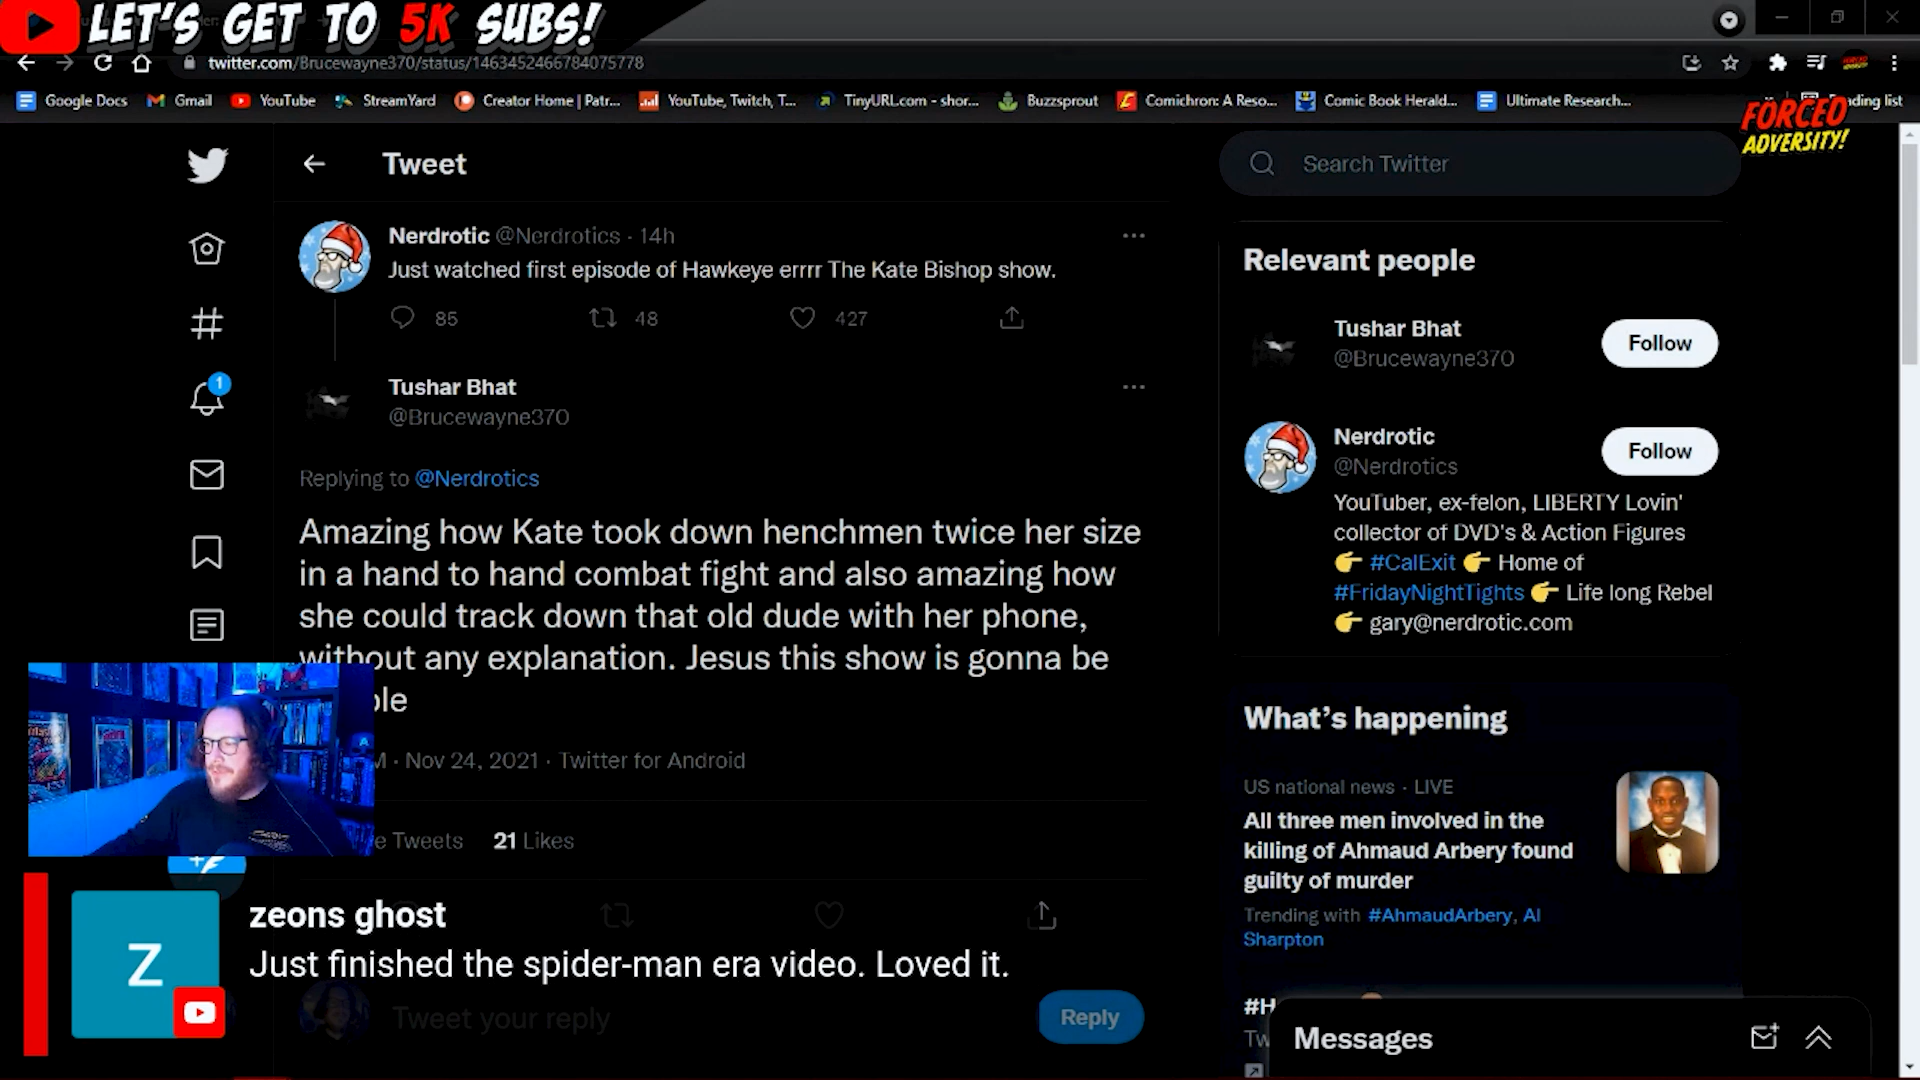 LET'S GET TO 5K SUBS!
twitter.com/Brucewayne370/status/1463452466784075778
Google Docs
Gmail
YouTube
StreamYard
Creator Home | Patr...
YouTube, Twitch, T...
TinyURL.com - shor...
Buzzsprout
Comichron: A Reso...
Comic Book Herald...
Ultimate Research...
ding list
FORCED
ADVERSITY!
Tweet
Search Twitter
Nerdrotic @Nerdrotics · 14h
Just watched first episode of Hawkeye errrr The Kate Bishop show.
85 48 427
Tushar Bhat
@Brucewayne370
Replying to @Nerdrotics
Amazing how Kate took down henchmen twice her size
in a hand to hand combat fight and also amazing how
she could track down that old dude with her phone,
without any explanation. Jesus this show is gonna be
ble
M · Nov 24, 2021 · Twitter for Android
e Tweets 21 Likes
1
zeons ghost
Just finished the spider-man era video. Loved it.
Z
Tweet your reply
Reply
Relevant people
Tushar Bhat
@Brucewayne370
Follow
Nerdrotic
@Nerdrotics
Follow
YouTuber, ex-felon, LIBERTY Lovin'
collector of DVD's & Action Figures
#CalExit Home of
#FridayNightTights Life long Rebel
gary@nerdrotic.com
What's happening
US national news · LIVE
All three men involved in the
killing of Ahmaud Arbery found
guilty of murder
Trending with #AhmaudArbery, Al
Sharpton
#H
Tw
Messages